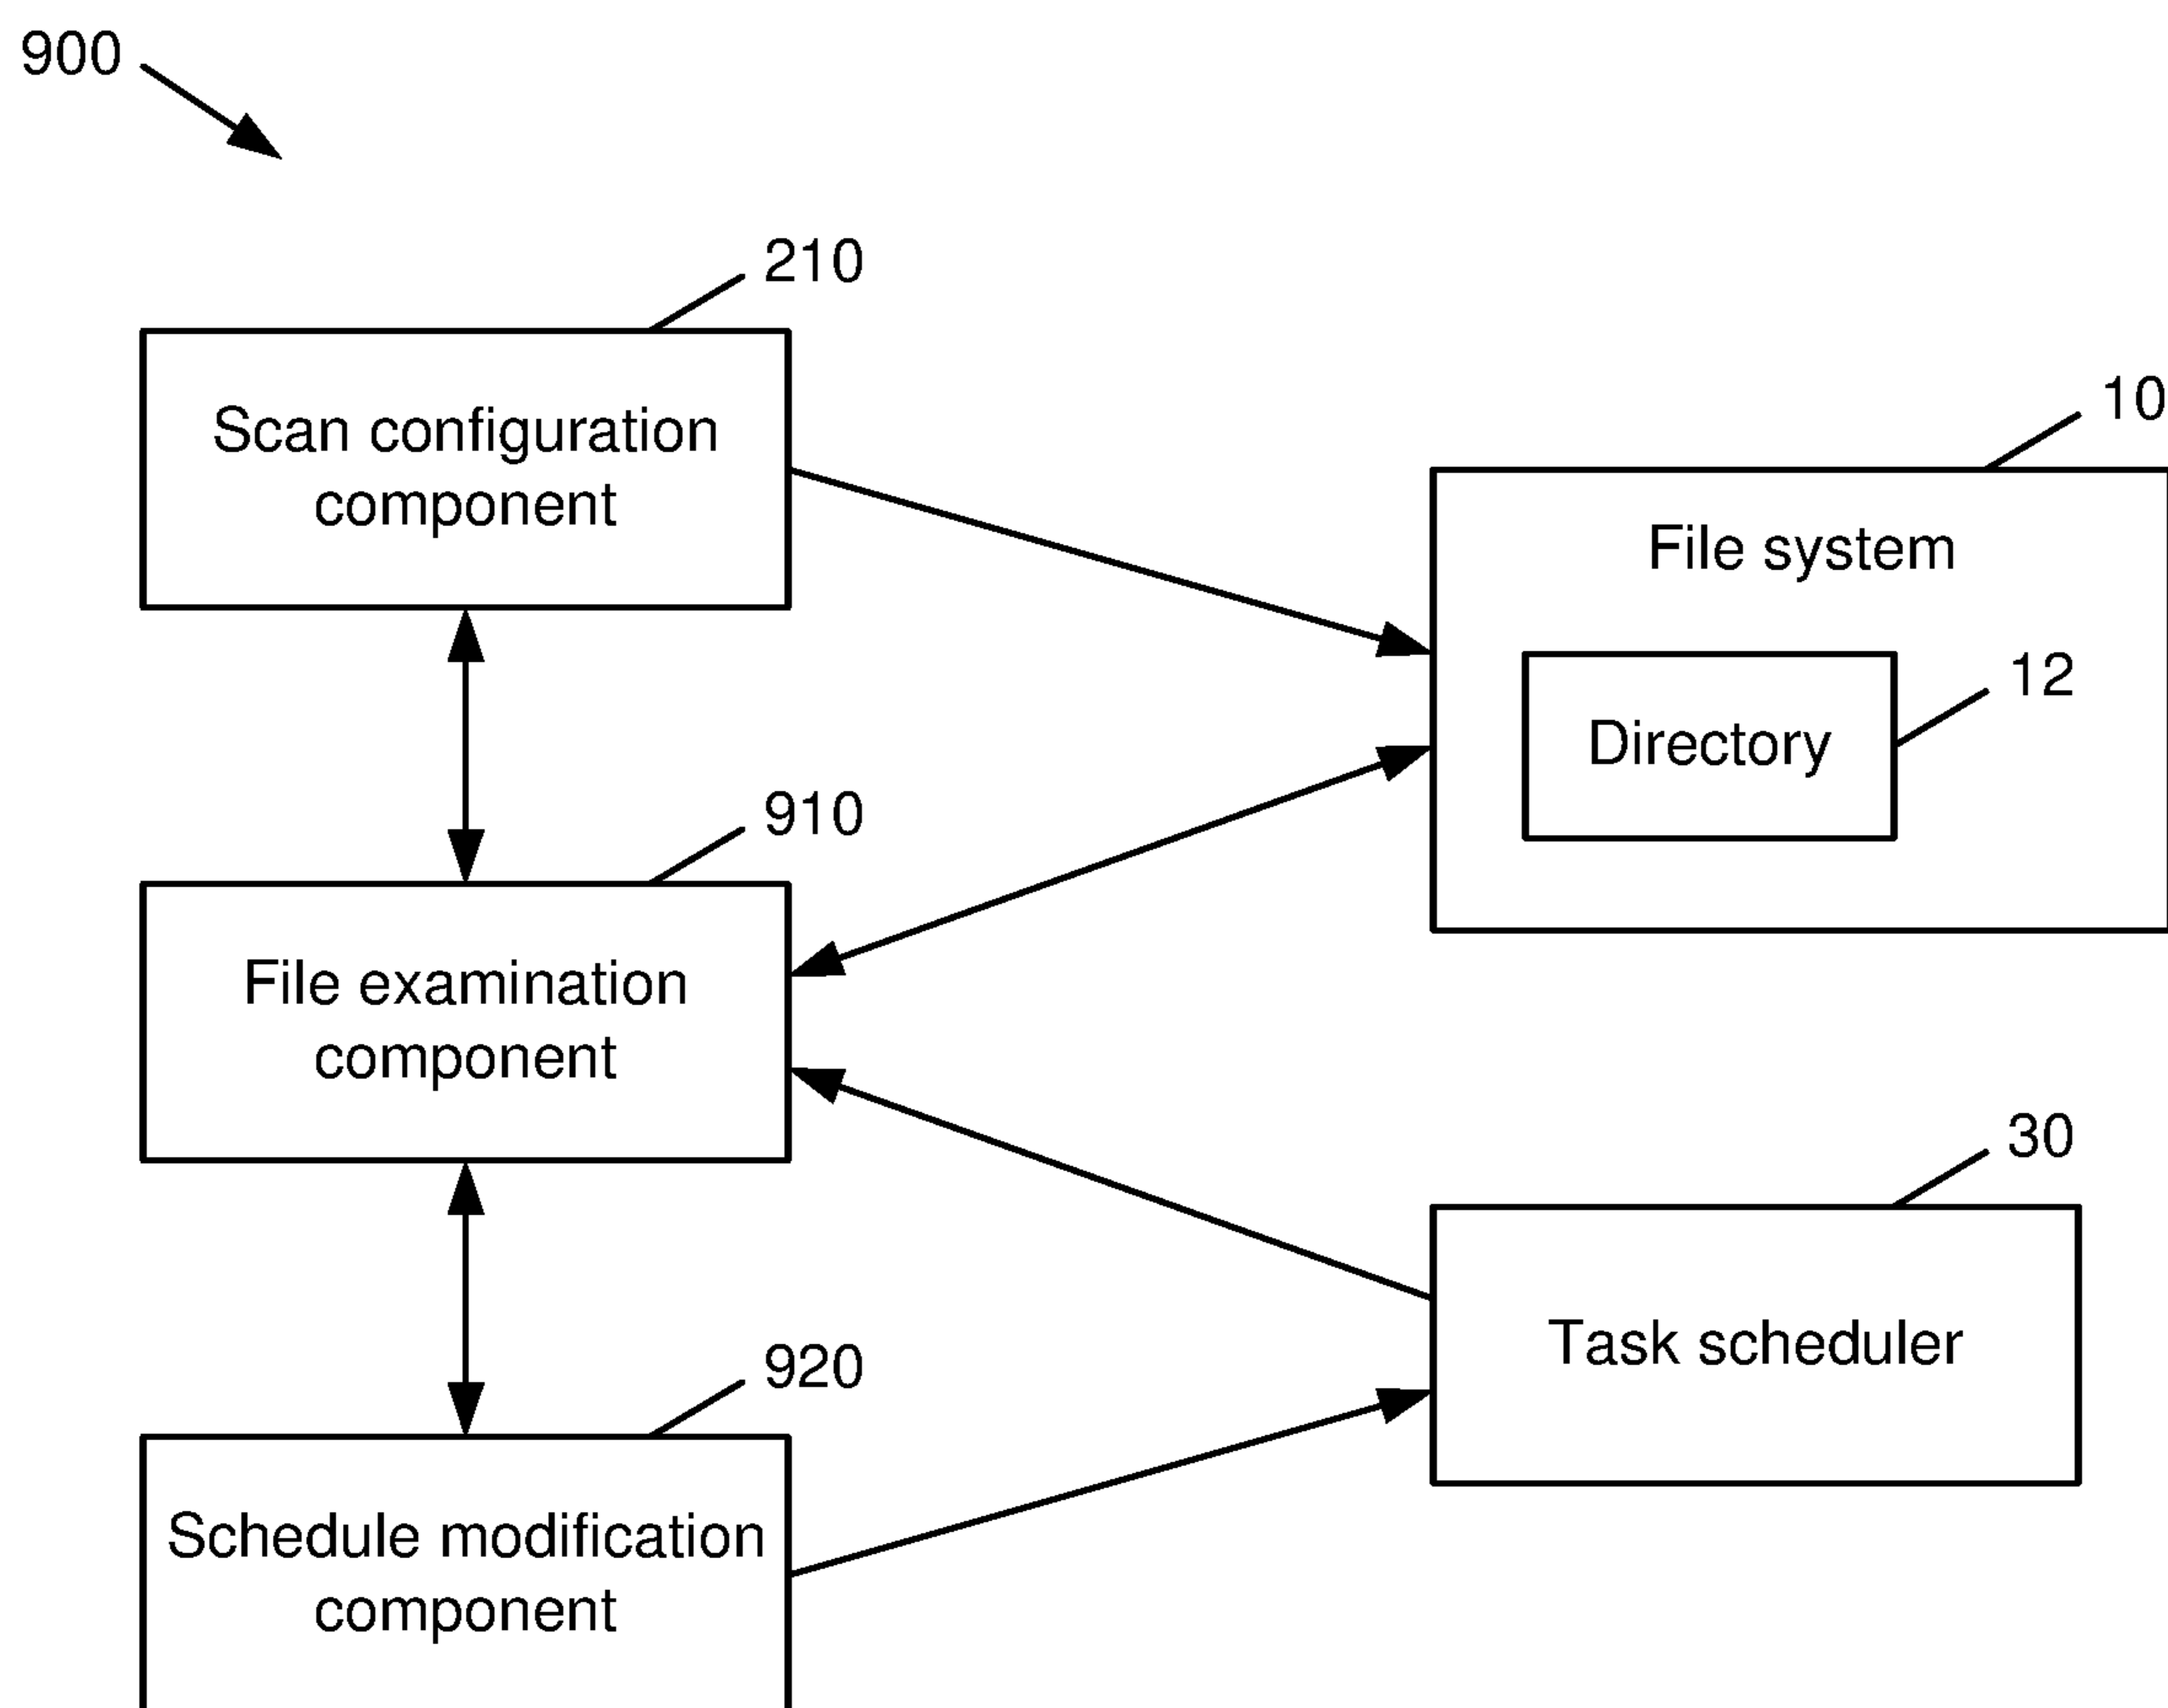 900
210
Scan configuration
component
10
File system
12
Directory
910
File examination
component
30
Task scheduler
920
Schedule modification
component